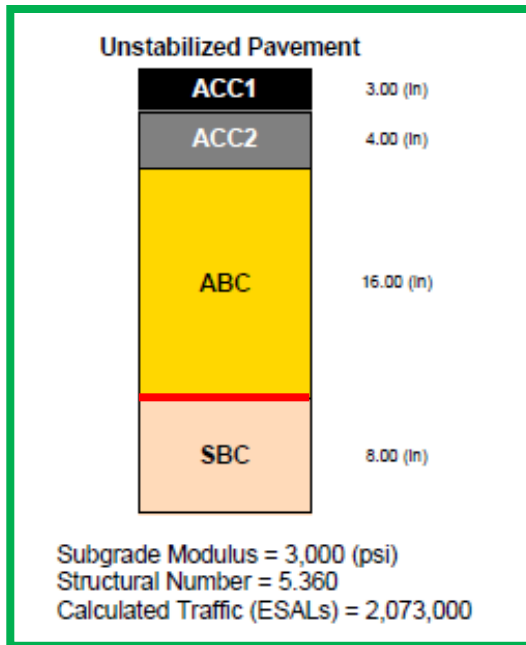 Unstabilized Pavement
ACC1 3.00 (in)
ACC2 4.00 (in)
ABC 16.00 (in)
SBC 8.00 (in)
Subgrade Modulus = 3,000 (psi)
Structural Number = 5.360
Calculated Traffic (ESALs) = 2,073,000